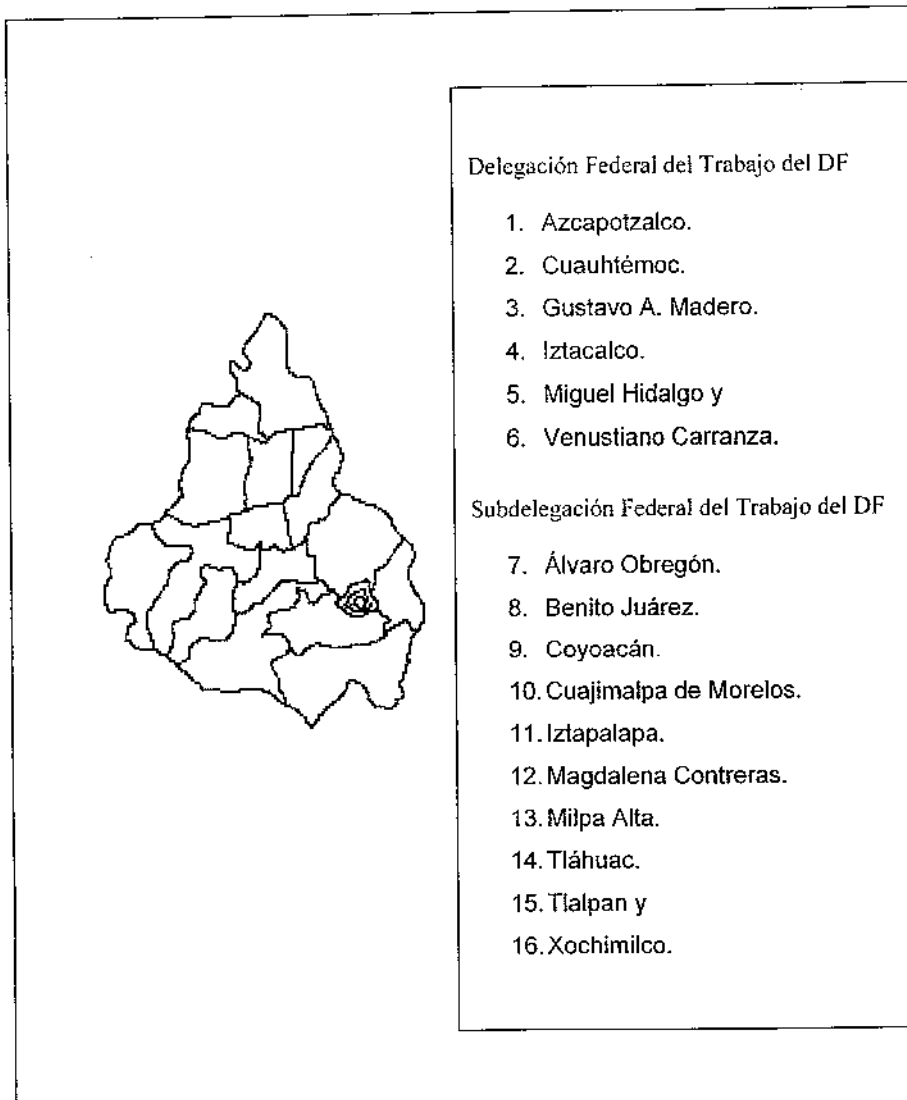 Delegación Federal del Trabajo del DF
1. Azcapotzalco.
2. Cuauhtémoc.
3. Gustavo A. Madero.
4. Iztacalco.
5. Miguel Hidalgo y
6. Venustiano Carranza.
Subdelegación Federal del Trabajo del DF
7. Álvaro Obregón.
8. Benito Juárez.
9. Coyoacán.
10. Cuajimalpa de Morelos.
11. Iztapalapa.
12. Magdalena Contreras.
13. Milpa Alta.
14. Tláhuac.
15. Tlalpan y
16. Xochimilco.